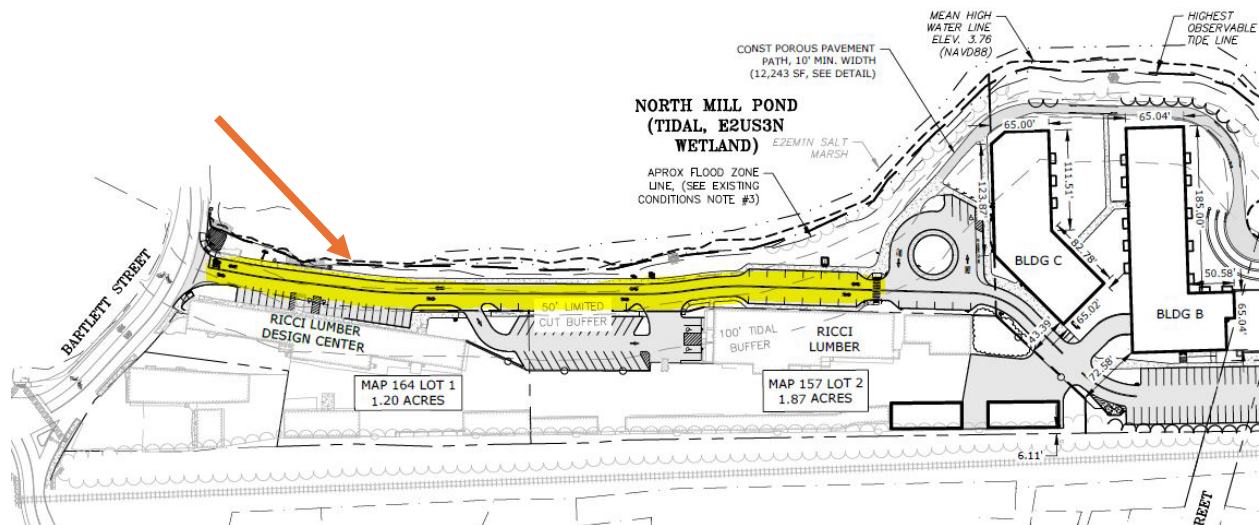 MEAN HIGH
WATER LINE
ELEV. 3.76
(NAVD88)
HIGHEST
OBSERVABLE
TIDE LINE
CONST POROUS PAVEMENT
PATH, 10' MIN. WIDTH
(12,243 SF, SEE DETAIL)
NORTH MILL POND
(TIDAL, E2US3N
WETLAND)
E2EM1N SALT
MARSH
APROX FLOOD ZONE
LINE, (SEE EXISTING
CONDITIONS NOTE #3)
65.00'
65.04'
111.51'
123.87'
185.00'
82.78'
50.58'
BLDG C
BLDG B
65.02'
65.04'
43.39'
72.58'
BARTLETT STREET
50' LIMITED
CUT BUFFER
RICCI LUMBER
DESIGN CENTER
100' TIDAL
BUFFER
RICCI
LUMBER
MAP 164 LOT 1
1.20 ACRES
MAP 157 LOT 2
1.87 ACRES
6.11'
REET